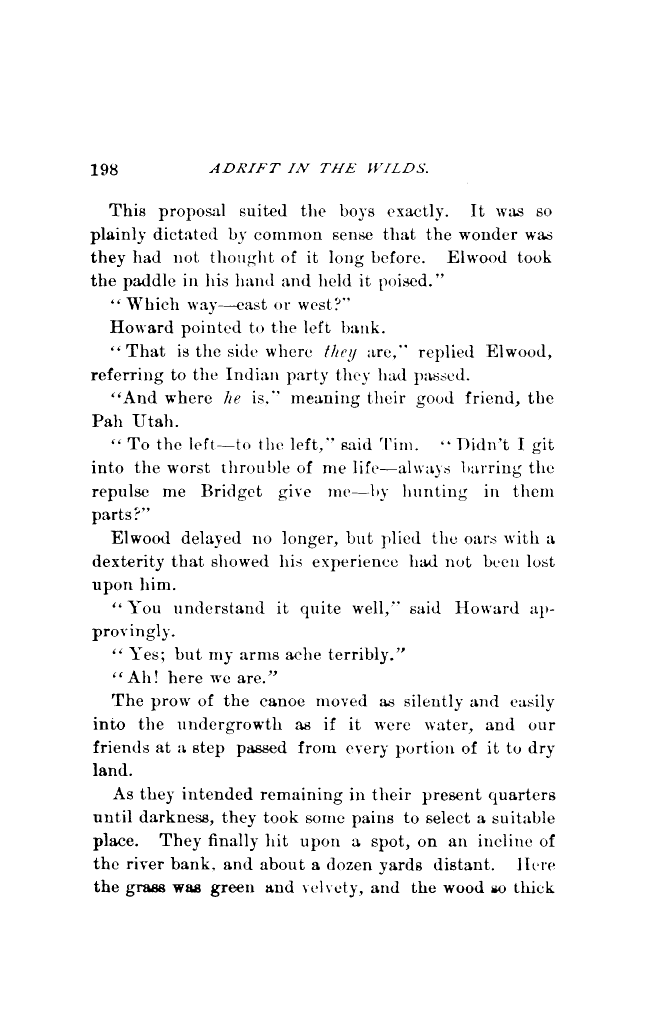 198 ADRIFT IN THE WILDS.
This proposal suited the boys exactly. It was so
plainly dictated by common sense that the wonder was
they had not thought of it long before. Elwood took
the paddle in his hand and held it poised."
"Which way—east or west?"
Howard pointed to the left bank.
"That is the side where they are," replied Elwood,
referring to the Indian party they had passed.
"And where he is," meaning their good friend, the
Pah Utah.
"To the left—to the left," said Tim. "Didn't I git
into the worst throuble of me life—always barring the
repulse me Bridget give me—by hunting in them
parts?"
Elwood delayed no longer, but plied the oars with a
dexterity that showed his experience had not been lost
upon him.
"You understand it quite well," said Howard ap-
provingly.
"Yes; but my arms ache terribly."
"Ah! here we are."
The prow of the canoe moved as silently and easily
into the undergrowth as if it were water, and our
friends at a step passed from every portion of it to dry
land.
As they intended remaining in their present quarters
until darkness, they took some pains to select a suitable
place. They finally hit upon a spot, on an incline of
the river bank, and about a dozen yards distant. Here
the grass was green and velvety, and the wood so thick